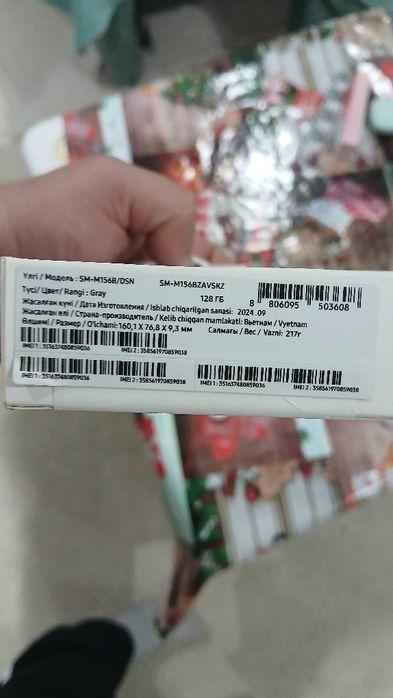 Үлгі / Модель : SM-M156B/DSN SM-M156BZAVSKZ
Түсі/ Цвет/ Rangi : Gray 128 ГБ
8 806095 503608
Жасалған күні / Дата Изготовления / Ishlab chiqarilgan sanasi: 2024.09
Жасалған елі / Страна-производитель / Kelib chiqqan mamlakati: Вьетнам / Vyetnam
Өлшемі / Размер / O'lchami: 160,1 X 76,8 X 9,3 мм Салмағы / Вес / Vazni: 217г
IMEI 1 : 351637480859036
IMEI 2 : 358561970859038
IMEI 1 : 351637480859036 IMEI 2 : 358561970859038 IMEI 1 : 351637480859036 IMEI 2 : 358561970859038